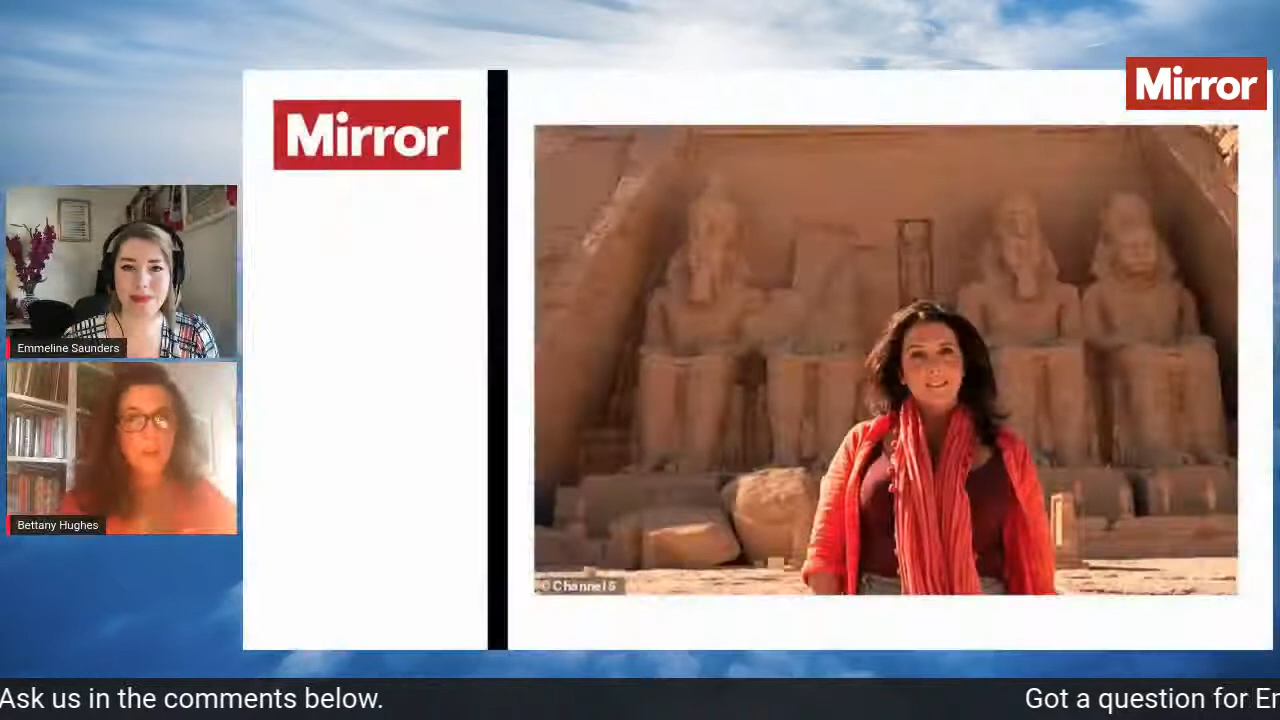 Mirror
Mirror
Emmeline Saunders
Bettany Hughes
© Channel 5
Ask us in the comments below.
Got a question for Er